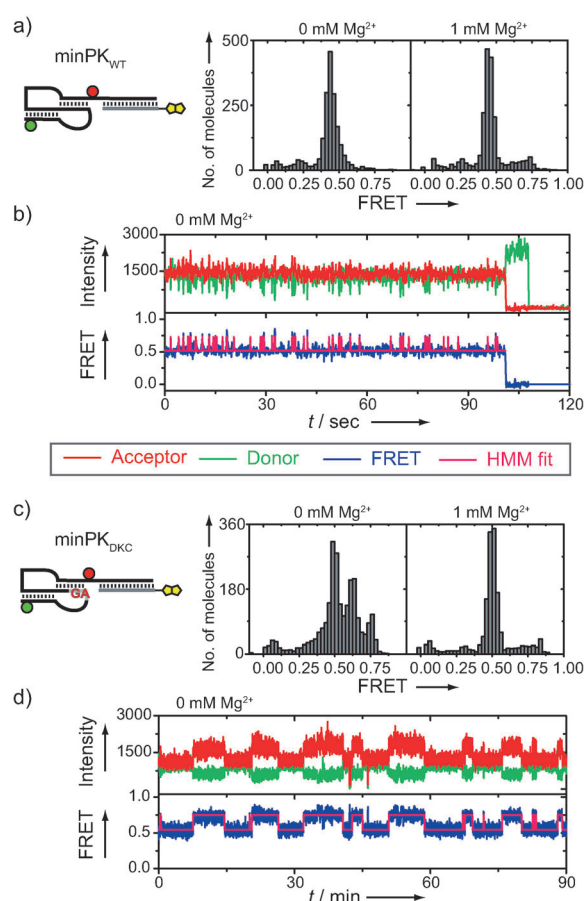 a)
minPKWT
0 mM Mg2+
1 mM Mg2+
No. of molecules
500
250
0
0.00 0.25 0.50 0.75
0.00 0.25 0.50 0.75 1.00
FRET
b)
0 mM Mg2+
Intensity
3000
1500
FRET
1.0
0.5
0.0
0 30 60 90 120
t / sec
Acceptor Donor FRET HMM fit
c)
minPKDKC
GA
0 mM Mg2+
1 mM Mg2+
No. of molecules
360
180
0
0.00 0.25 0.50 0.75
0.00 0.25 0.50 0.75 1.00
FRET
d)
0 mM Mg2+
Intensity
3000
1500
FRET
1.0
0.5
0.0
0 30 60 90
t / min